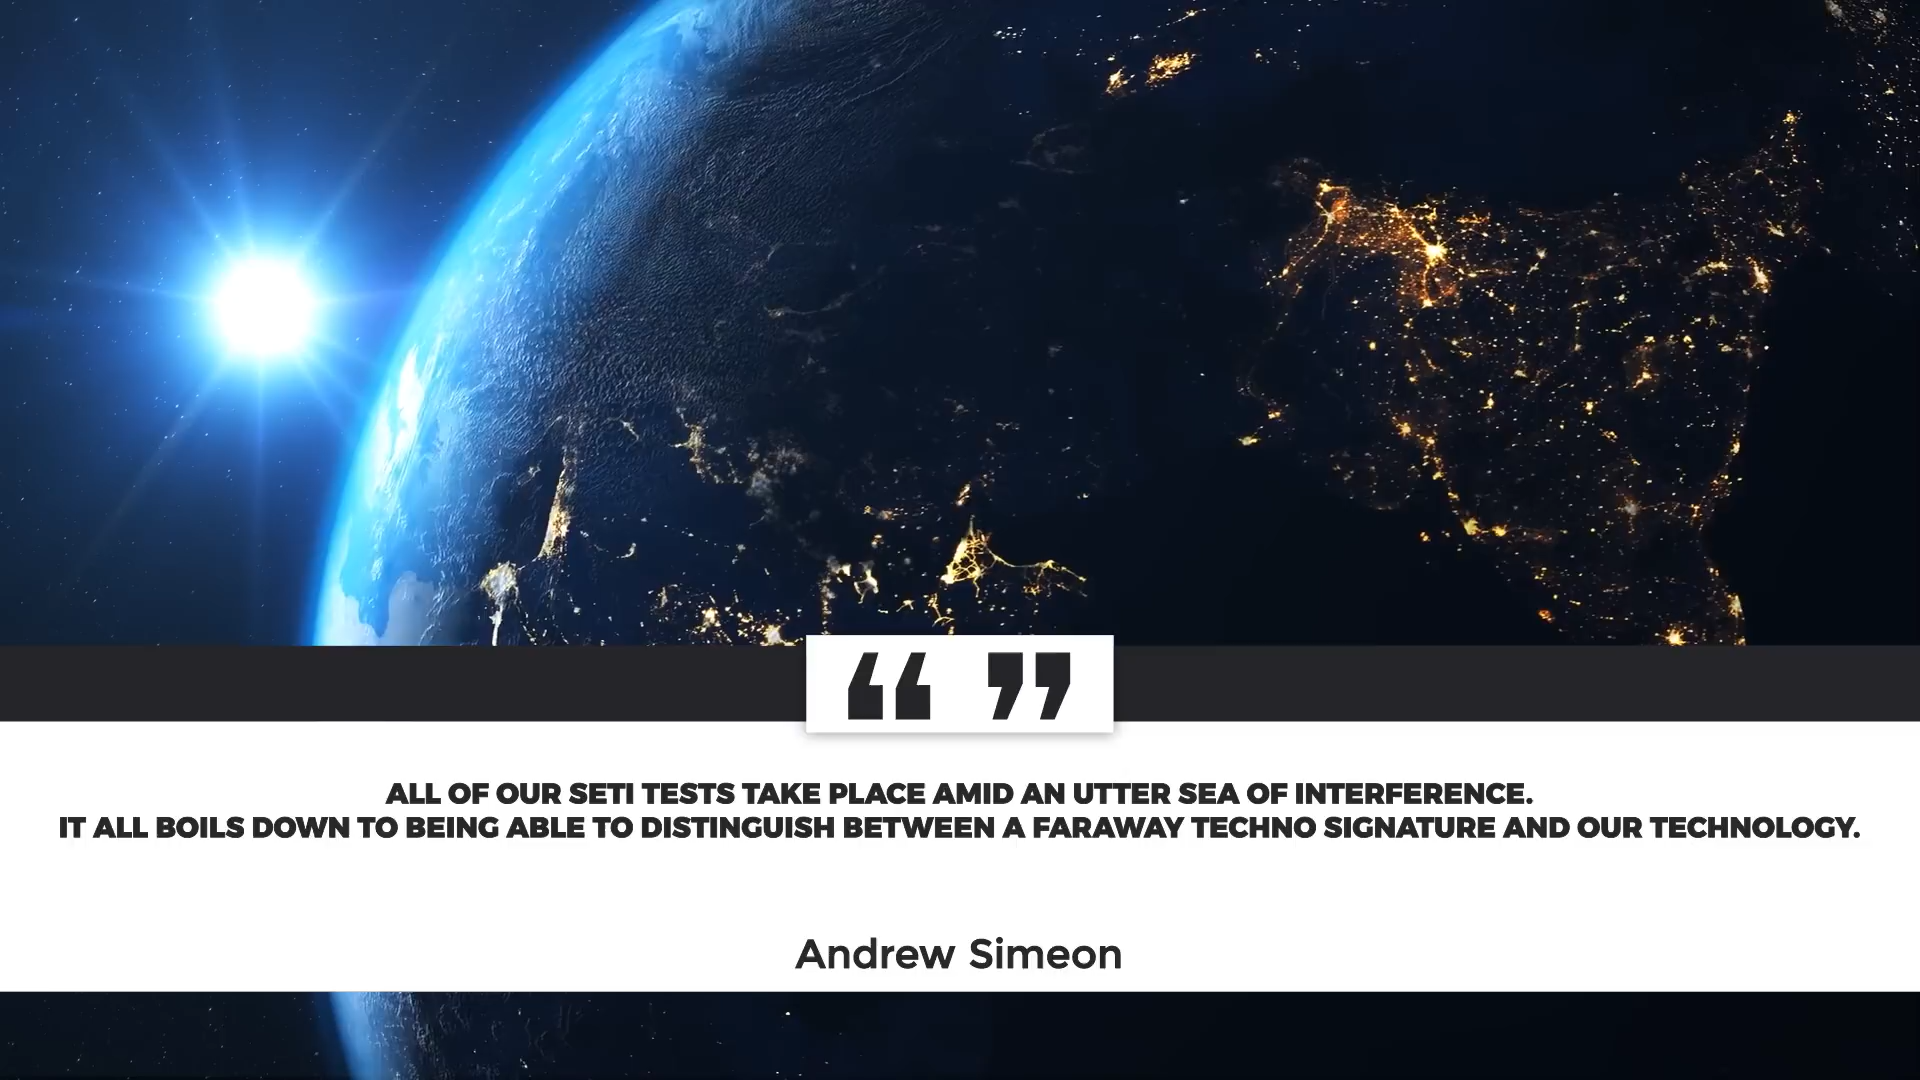 “ ”
ALL OF OUR SETI TESTS TAKE PLACE AMID AN UTTER SEA OF INTERFERENCE.
IT ALL BOILS DOWN TO BEING ABLE TO DISTINGUISH BETWEEN A FARAWAY TECHNO SIGNATURE AND OUR TECHNOLOGY.
Andrew Simeon